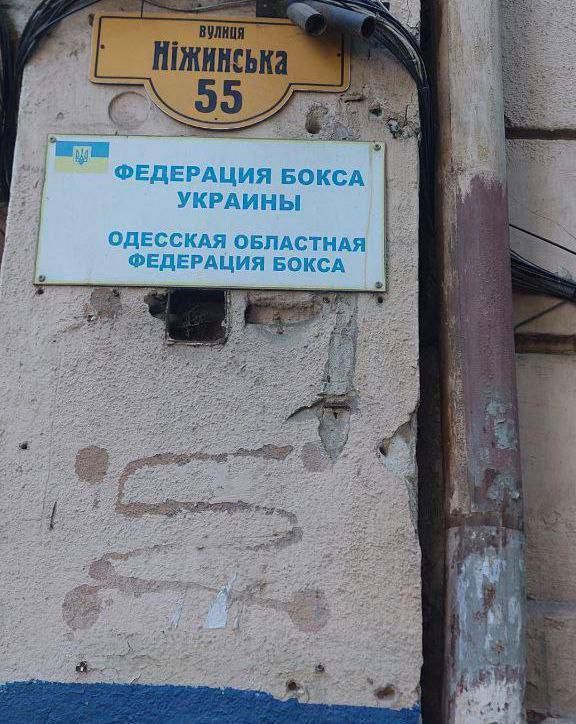 вулиця
Ніжинська
55
ФЕДЕРАЦИЯ БОКСА
УКРАИНЫ
ОДЕССКАЯ ОБЛАСТНАЯ
ФЕДЕРАЦИЯ БОКСА